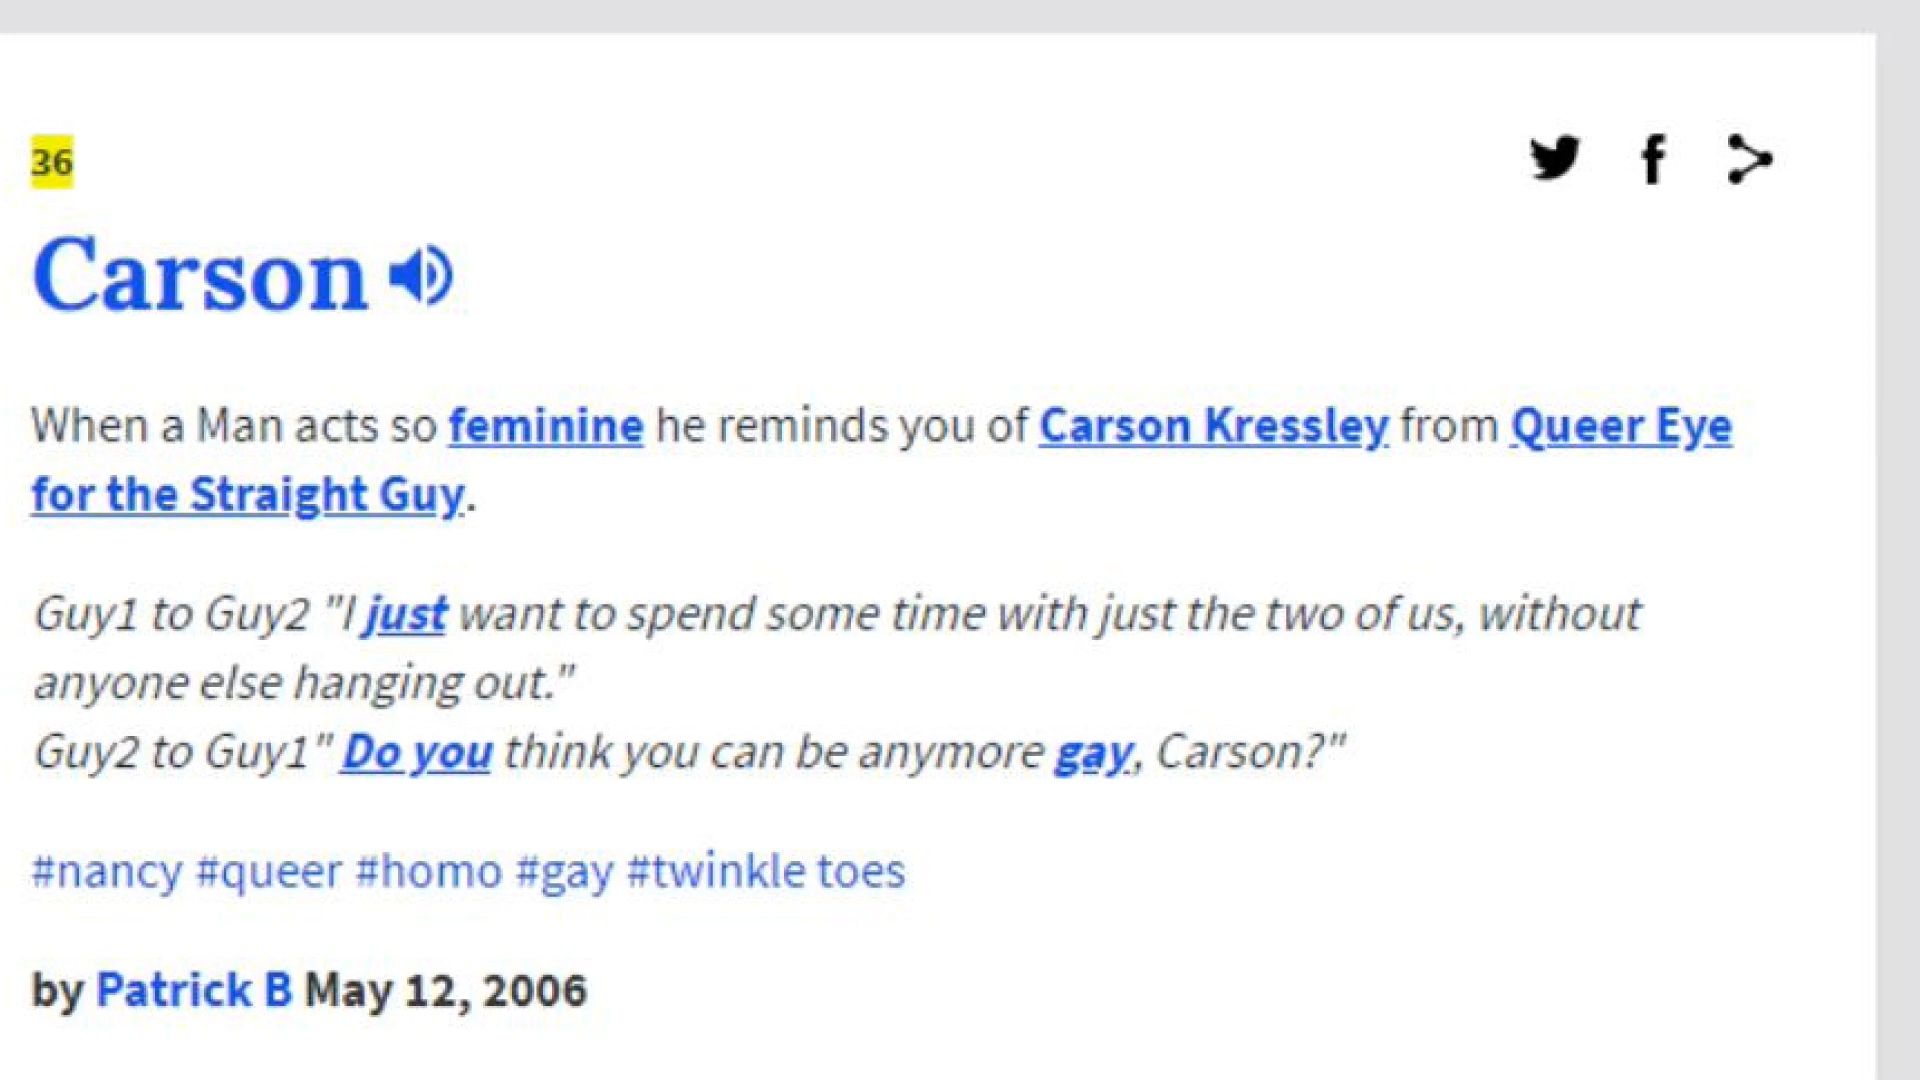 36
Carson
When a Man acts so feminine he reminds you of Carson Kressley from Queer Eye
for the Straight Guy.
Guy1 to Guy2 "I just want to spend some time with just the two of us, without
anyone else hanging out."
Guy2 to Guy1" Do you think you can be anymore gay, Carson?"
#nancy #queer #homo #gay #twinkle toes
by Patrick B May 12, 2006